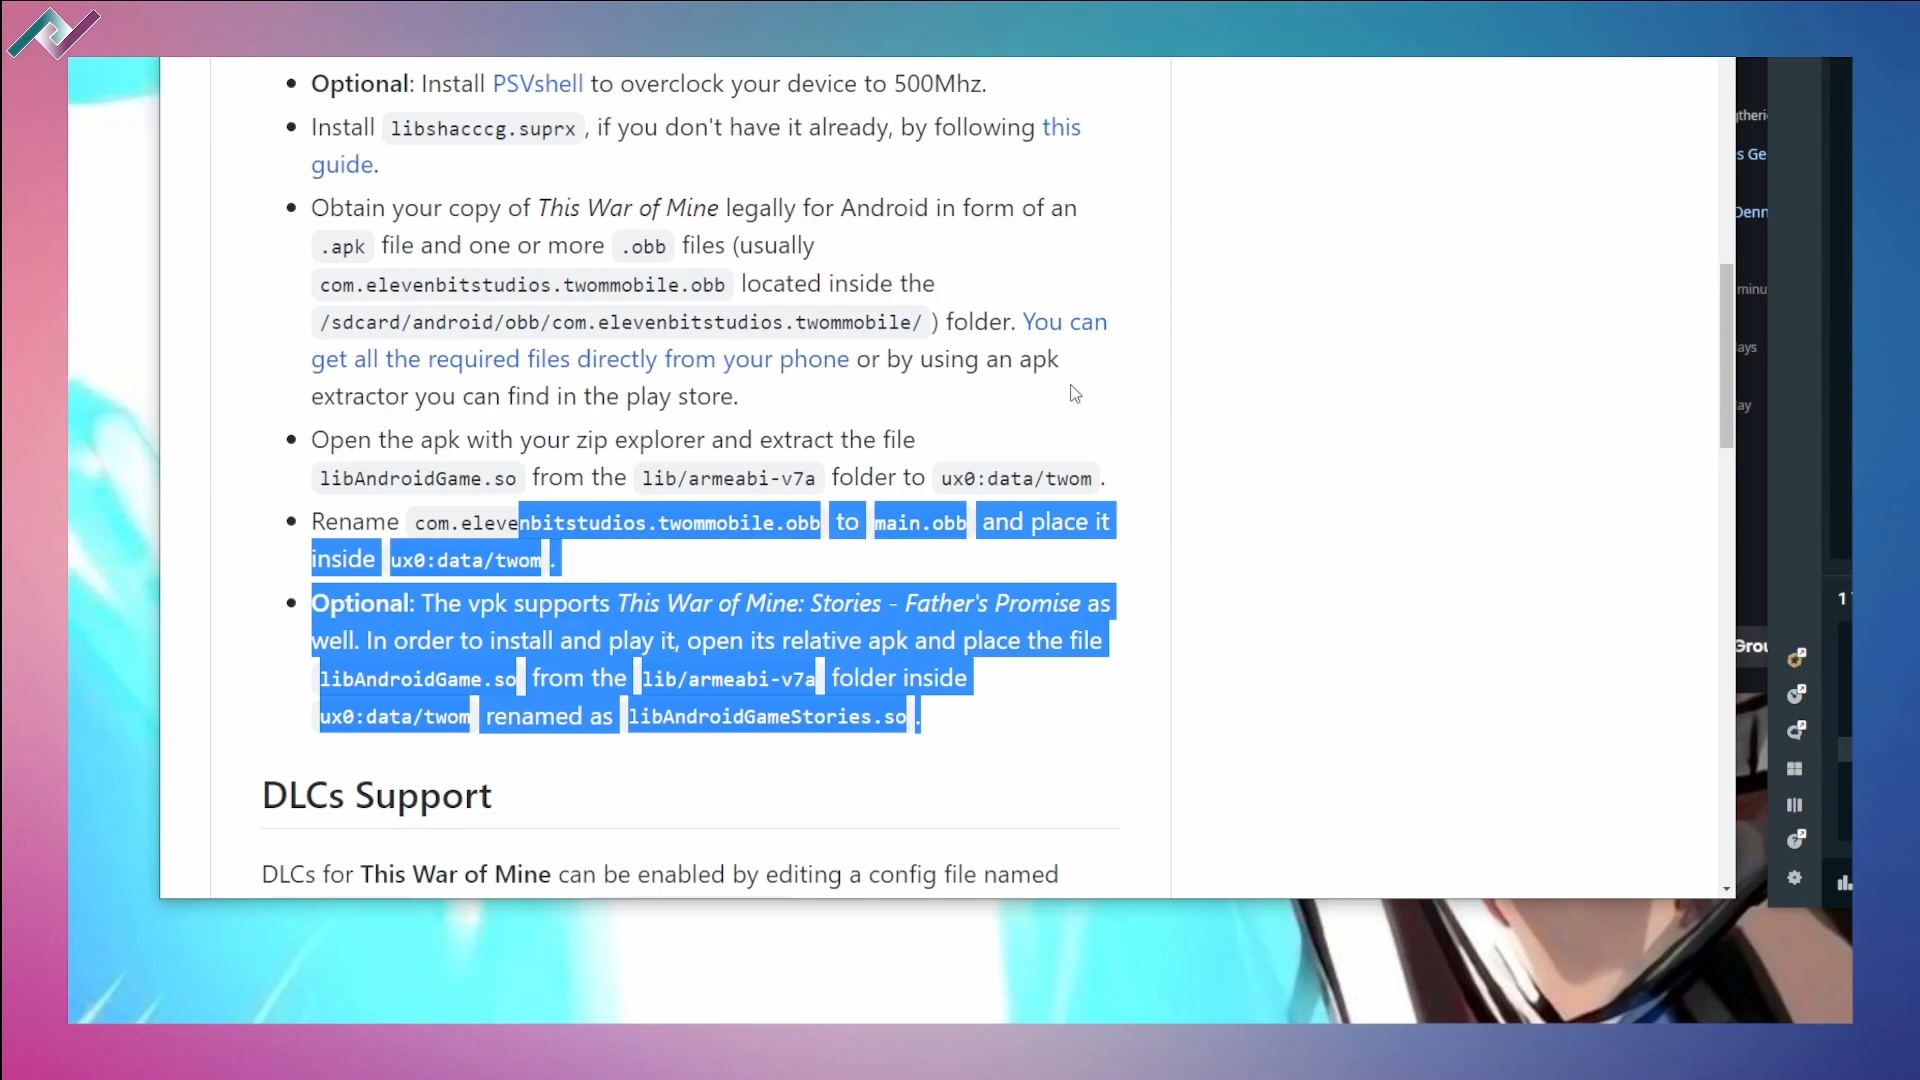 Optional: Install PSVshell to overclock your device to 500Mhz.
Install libshacccg.suprx, if you don't have it already, by following this
guide.
Obtain your copy of This War of Mine legally for Android in form of an
.apk file and one or more .obb files (usually
com.elevenbitstudios.twommobile.obb located inside the
/sdcard/android/obb/com.elevenbitstudios.twommobile/ ) folder. You can
get all the required files directly from your phone or by using an apk
extractor you can find in the play store.
Open the apk with your zip explorer and extract the file
libAndroidGame.so from the lib/armeabi-v7a folder to ux0:data/twom.
Rename com.elevenbitstudios.twommobile.obb to main.obb and place it
inside ux0:data/twom.
Optional: The vpk supports This War of Mine: Stories - Father's Promise as
well. In order to install and play it, open its relative apk and place the file
libAndroidGame.so from the lib/armeabi-v7a folder inside
ux0:data/twom renamed as libAndroidGameStories.so.
DLCs Support
DLCs for This War of Mine can be enabled by editing a config file named
s Ge
Denn
minu
ays
ay
1
Grou